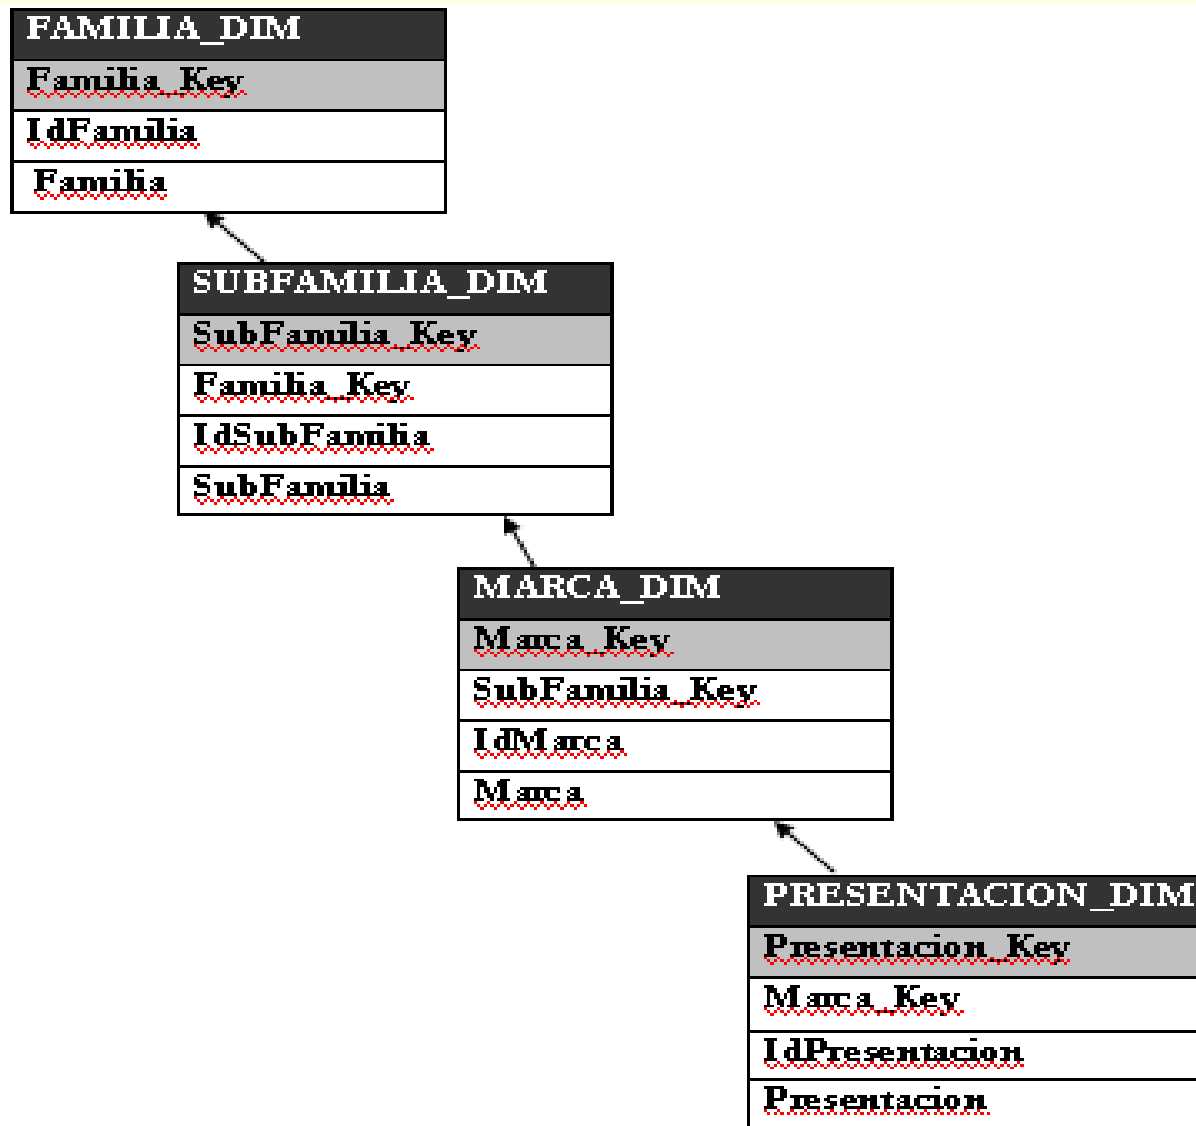 FAMILIA_DIM
Familia_Key
IdFamilia
Familia
SUBFAMILIA_DIM
SubFamilia_Key
Familia_Key
IdSubFamilia
SubFamilia
MARCA_DIM
Marca_Key
SubFamilia_Key
IdMarca
Marca
PRESENTACION_DIM
Presentacion_Key
Marca_Key
IdPresentacion
Presentacion